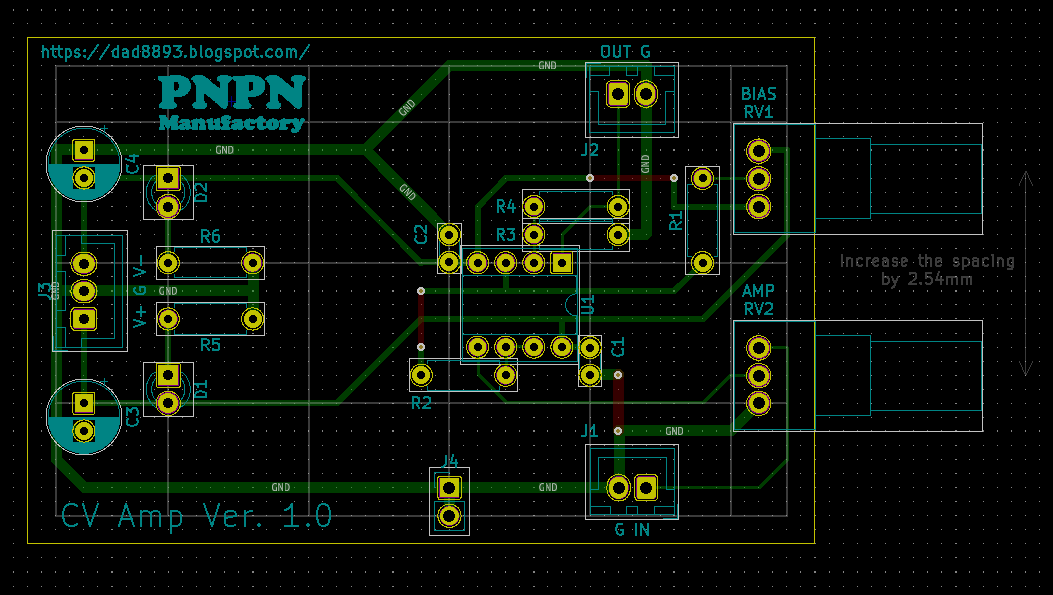 https://dad8893.blogspot.com/
OUT G
GND
PNPN
Manufactory
BIAS
RV1
GND
GND
J2
C4
GND
GND
D2
R4
R1
C2
R3
R6
V-
Increase the spacing
by 2.54mm
J3
GND
G
GND
U1
AMP
RV2
V+
R5
C1
D1
R2
C3
J1
GND
J4
GND
GND
CV Amp Ver. 1.0
G IN